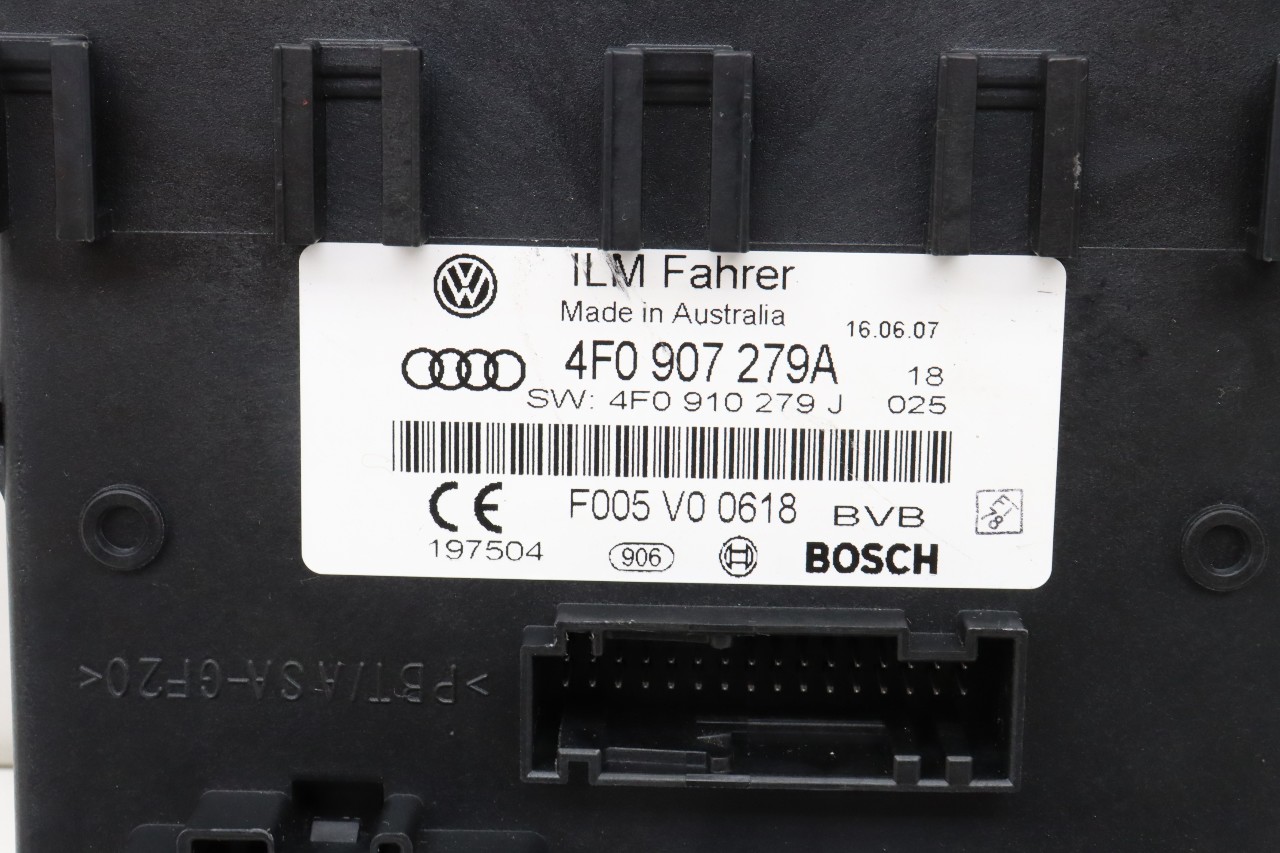 ILM Fahrer
Made in Australia
16.06.07
4F0 907 279A 18
SW: 4F0 910 279 J 025
CE F005 V0 0618 BVB
197504 906 BOSCH
>PBT/ASA-GF20<